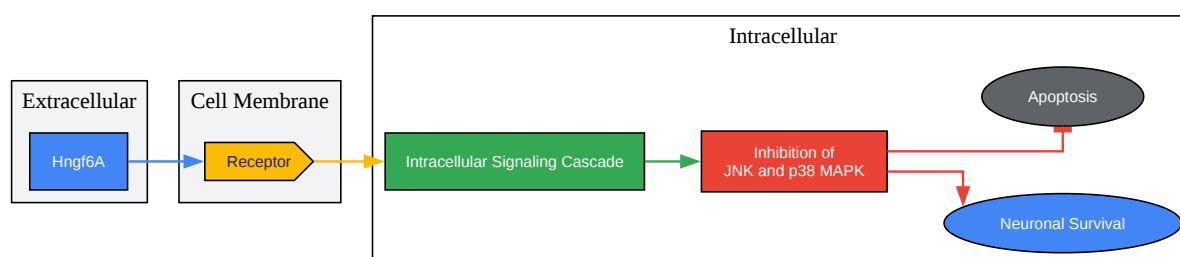 Intracellular
Extracellular
Cell Membrane
Hngf6A
Receptor
Intracellular Signaling Cascade
Inhibition of
JNK and p38 MAPK
Apoptosis
Neuronal Survival